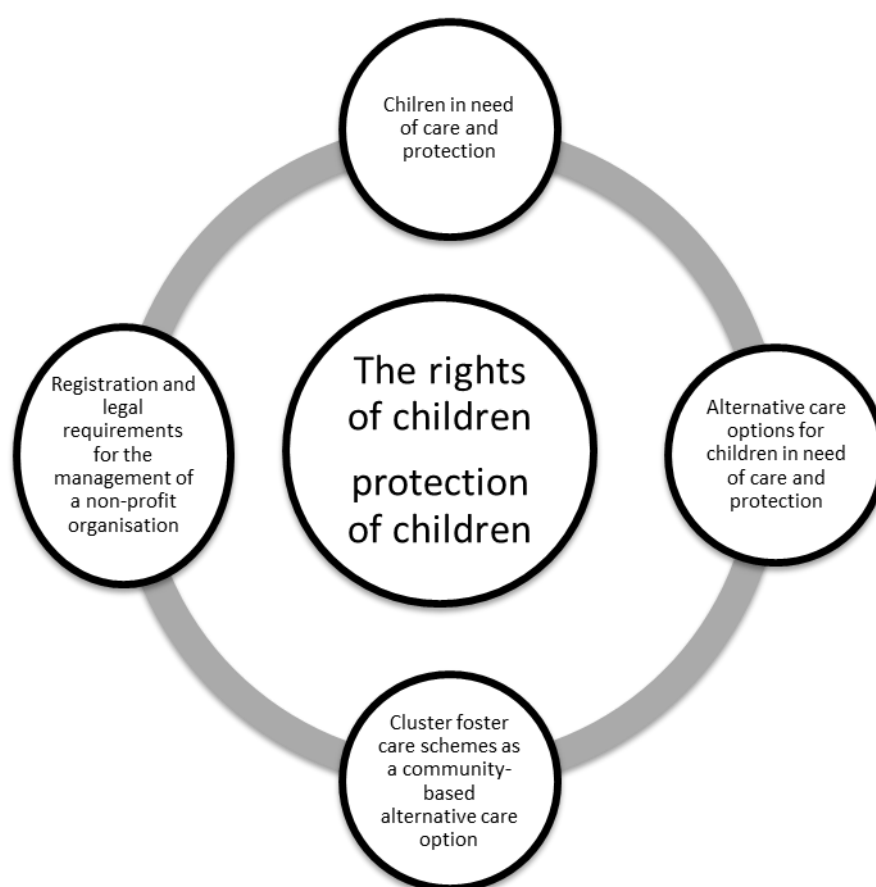 Chilren in need
of care and
protection
Registration and
legal
requirements
for the
management of
a non-profit
organisation
The rights
of children
protection
of children
Alternative care
options for
children in need
of care and
protection
Cluster foster
care schemes as
a community-
based
alternative care
option